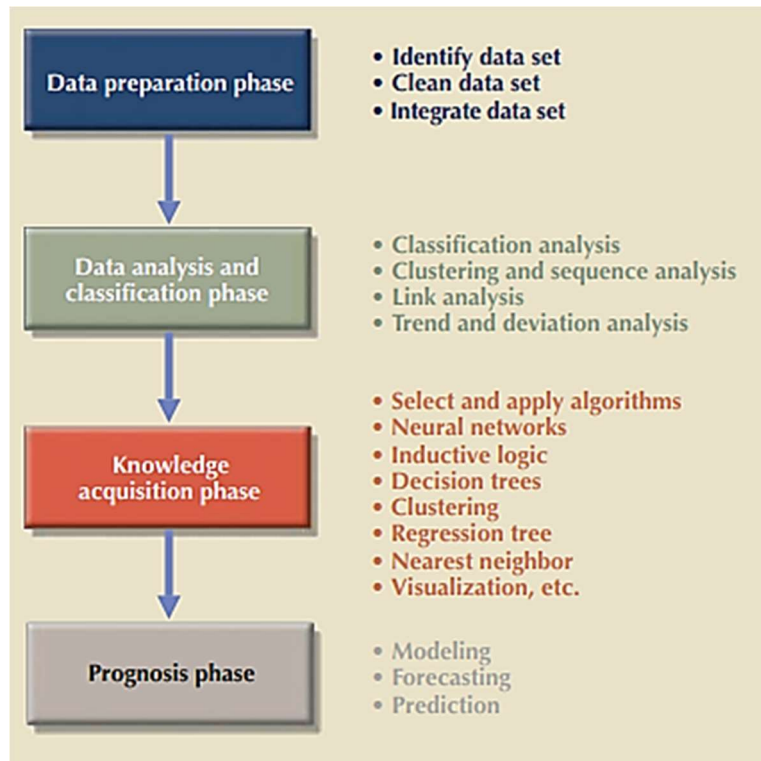 Data preparation phase
• Identify data set
• Clean data set
• Integrate data set
Data analysis and
classification phase
• Classification analysis
• Clustering and sequence analysis
• Link analysis
• Trend and deviation analysis
Knowledge
acquisition phase
• Select and apply algorithms
• Neural networks
• Inductive logic
• Decision trees
• Clustering
• Regression tree
• Nearest neighbor
• Visualization, etc.
Prognosis phase
• Modeling
• Forecasting
• Prediction